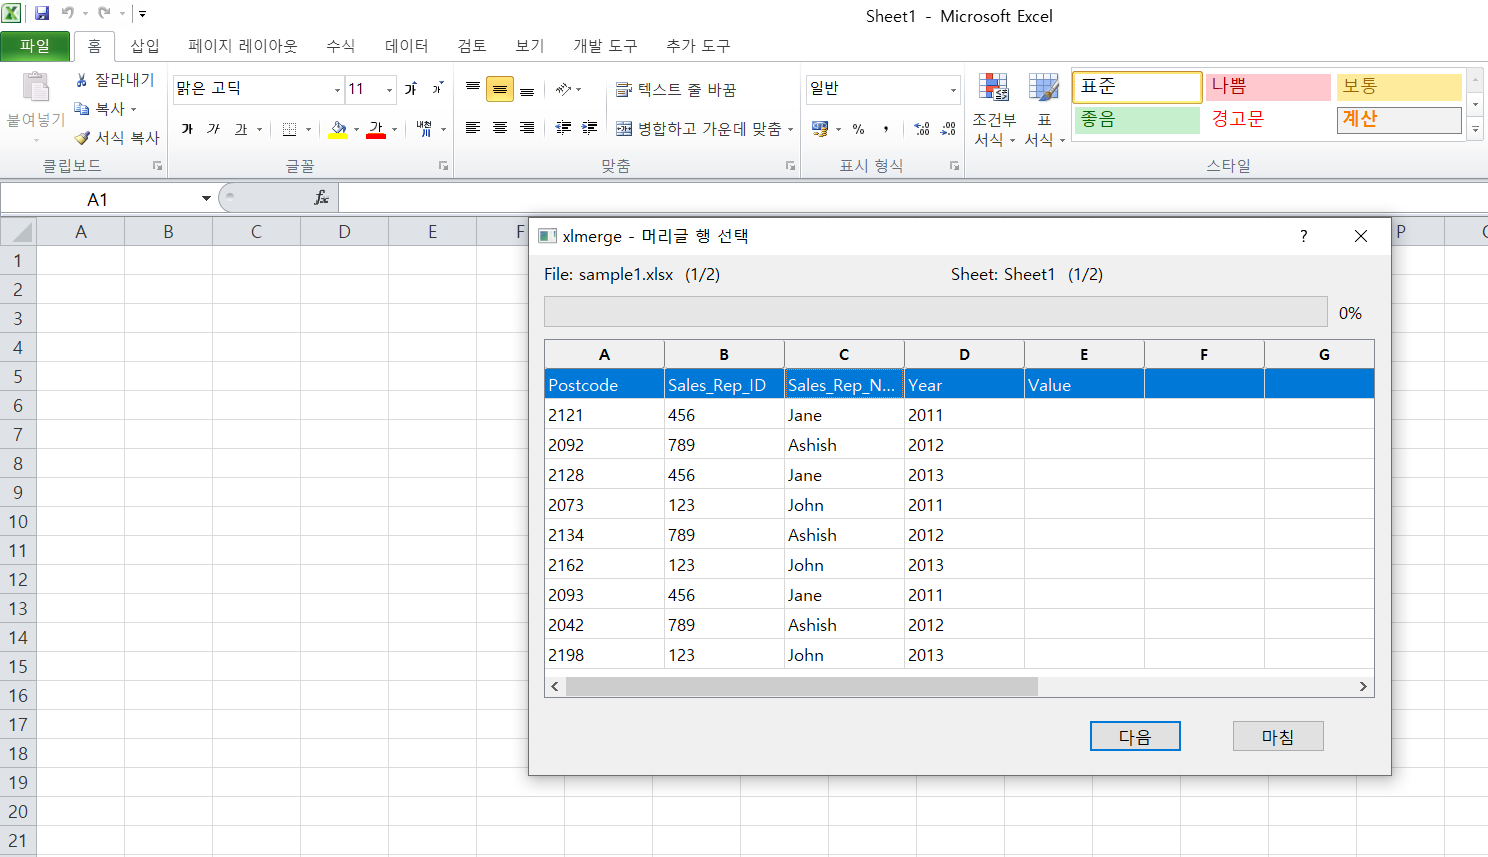 Sheet1 - Microsoft Excel
파일 홈 삽입 페이지 레이아웃 수식 데이터 검토 보기 개발 도구 추가 도구
붙여넣기
잘라내기
복사
서식 복사
클립보드
맑은 고딕 11 가 가
가 가 가 가 내천
글꼴
텍스트 줄 바꿈
병합하고 가운데 맞춤
맞춤
일반
% , .00 .00
표시 형식
조건부 서식
표 서식
표준 나쁨 보통
좋음 경고문 계산
스타일
A1 fx
A B C D E F P
1
2
3
4
5
6
7
8
9
10
11
12
13
14
15
16
17
18
19
20
21
xlmerge - 머리글 행 선택 ?
File: sample1.xlsx (1/2) Sheet: Sheet1 (1/2)
0%
A B C D E F G
Postcode Sales_Rep_ID Sales_Rep_N... Year Value
2121 456 Jane 2011
2092 789 Ashish 2012
2128 456 Jane 2013
2073 123 John 2011
2134 789 Ashish 2012
2162 123 John 2013
2093 456 Jane 2011
2042 789 Ashish 2012
2198 123 John 2013
다음 마침